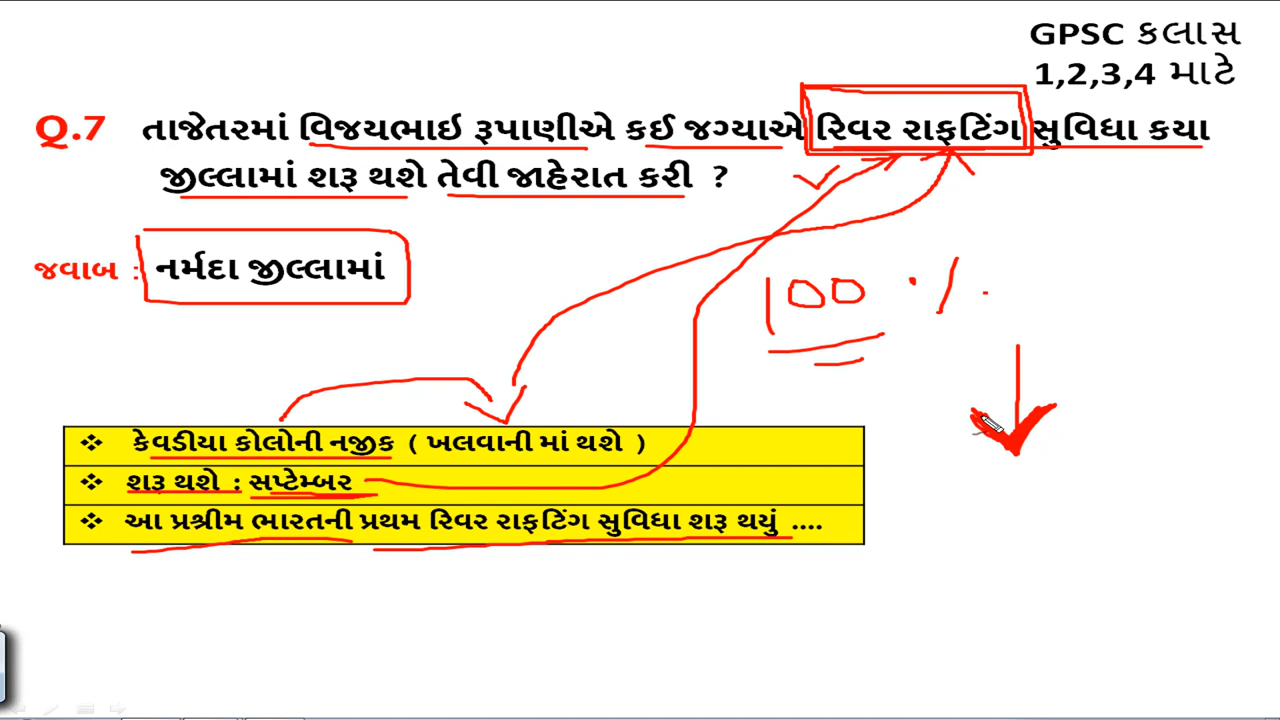 GPSC કલાસ
1,2,3,4 માટે
Q.7 તાજેતરમાં વિજયભાઇ રૂપાણીએ કઈ જગ્યાએ રિવર રાફટિંગ સુવિધા કયા
જીલ્લામાં શરૂ થશે તેવી જાહેરાત કરી ?
જવાબ : નર્મદા જીલ્લામાં
100 %
❖ કેવડીયા કોલોની નજીક ( ખલવાની માં થશે )
❖ શરૂ થશે : સપ્ટેમ્બર
❖ આ પ્રશ્રીમ ભારતની પ્રથમ રિવર રાફટિંગ સુવિધા શરૂ થયું ....